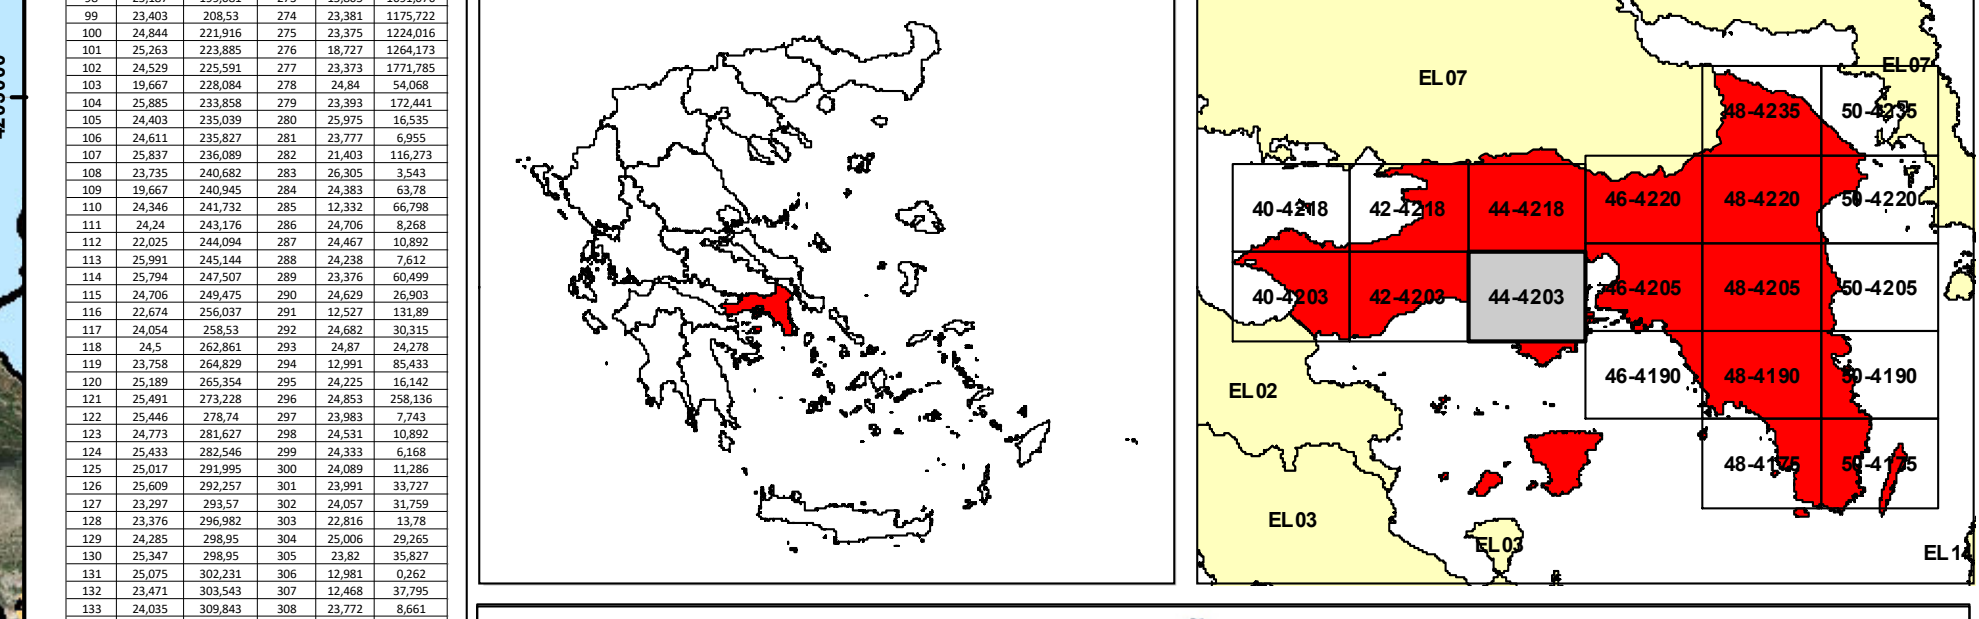 4200000
99 23,403 208,53 274 23,381 1175,722
100 24,844 221,916 275 23,375 1224,016
101 25,263 223,885 276 18,727 1264,173
102 24,529 225,591 277 23,373 1771,785
103 19,667 228,084 278 24,84 54,068
104 25,885 233,858 279 23,393 172,441
105 24,403 235,039 280 25,975 16,535
106 24,611 235,827 281 23,777 6,955
107 25,837 236,089 282 21,403 116,273
108 23,735 240,682 283 26,305 3,543
109 19,667 240,945 284 24,383 63,78
110 24,346 241,732 285 12,332 66,798
111 24,24 243,176 286 24,706 8,268
112 22,025 244,094 287 24,467 10,892
113 25,991 245,144 288 24,238 7,612
114 25,794 247,507 289 23,376 60,499
115 24,706 249,475 290 24,629 26,903
116 22,674 256,037 291 12,527 131,89
117 24,054 258,53 292 24,682 30,315
118 24,5 262,861 293 24,87 24,278
119 23,758 264,829 294 12,991 85,433
120 25,189 265,354 295 24,225 16,142
121 25,491 273,228 296 24,853 258,136
122 25,446 278,74 297 23,983 7,743
123 24,773 281,627 298 24,531 10,892
124 25,433 282,546 299 24,333 6,168
125 25,017 291,995 300 24,089 11,286
126 25,609 292,257 301 23,991 33,727
127 23,297 293,57 302 24,057 31,759
128 23,376 296,982 303 22,816 13,78
129 24,285 298,95 304 25,006 29,265
130 25,347 298,95 305 23,82 35,827
131 25,075 302,231 306 12,981 0,262
132 23,471 303,543 307 12,468 37,795
133 24,035 309,843 308 23,772 8,661
EL07 EL07
48-4235 50-4235
40-4218 42-4218 44-4218 46-4220 48-4220 50-4220
40-4203 42-4203 44-4203 46-4205 48-4205 50-4205
EL02 46-4190 48-4190 50-4190
48-4175 50-4175
EL03
EL03
EL14